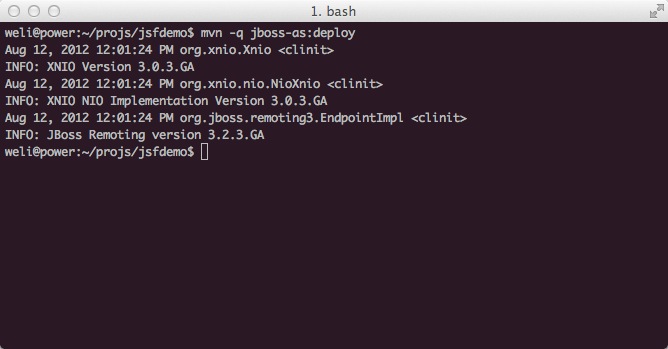 1. bash
weli@power:~/projs/jsfdemo$ mvn -q jboss-as:deploy
Aug 12, 2012 12:01:24 PM org.xnio.Xnio <clinit>
INFO: XNIO Version 3.0.3.GA
Aug 12, 2012 12:01:24 PM org.xnio.nio.NioXnio <clinit>
INFO: XNIO NIO Implementation Version 3.0.3.GA
Aug 12, 2012 12:01:24 PM org.jboss.remoting3.EndpointImpl <clinit>
INFO: JBoss Remoting version 3.2.3.GA
weli@power:~/projs/jsfdemo$